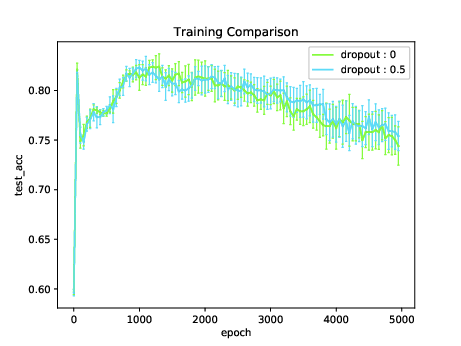 Training Comparison
dropout : 0
dropout : 0.5
0.80
0.75
0.70
0.65
0.60
test_acc
0 1000 2000 3000 4000 5000
epoch